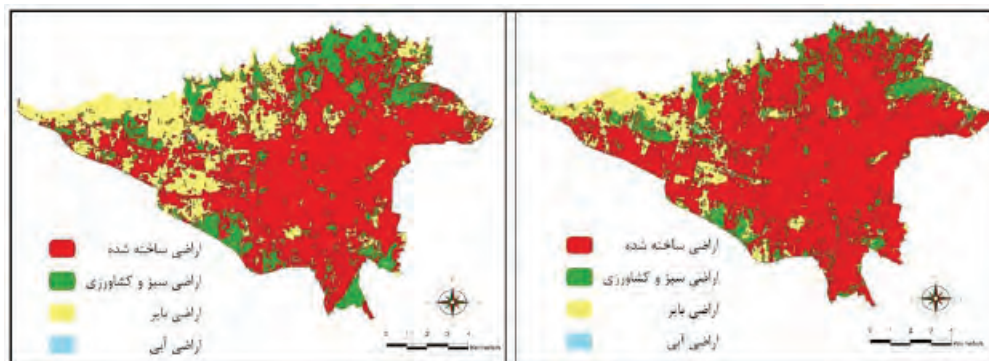 اراضی ساخته شده
اراضی سبز و کشاورزی
اراضی بایر
اراضی آبی
اراضی ساخته شده
اراضی سبز و کشاورزی
اراضی بایر
اراضی آبی